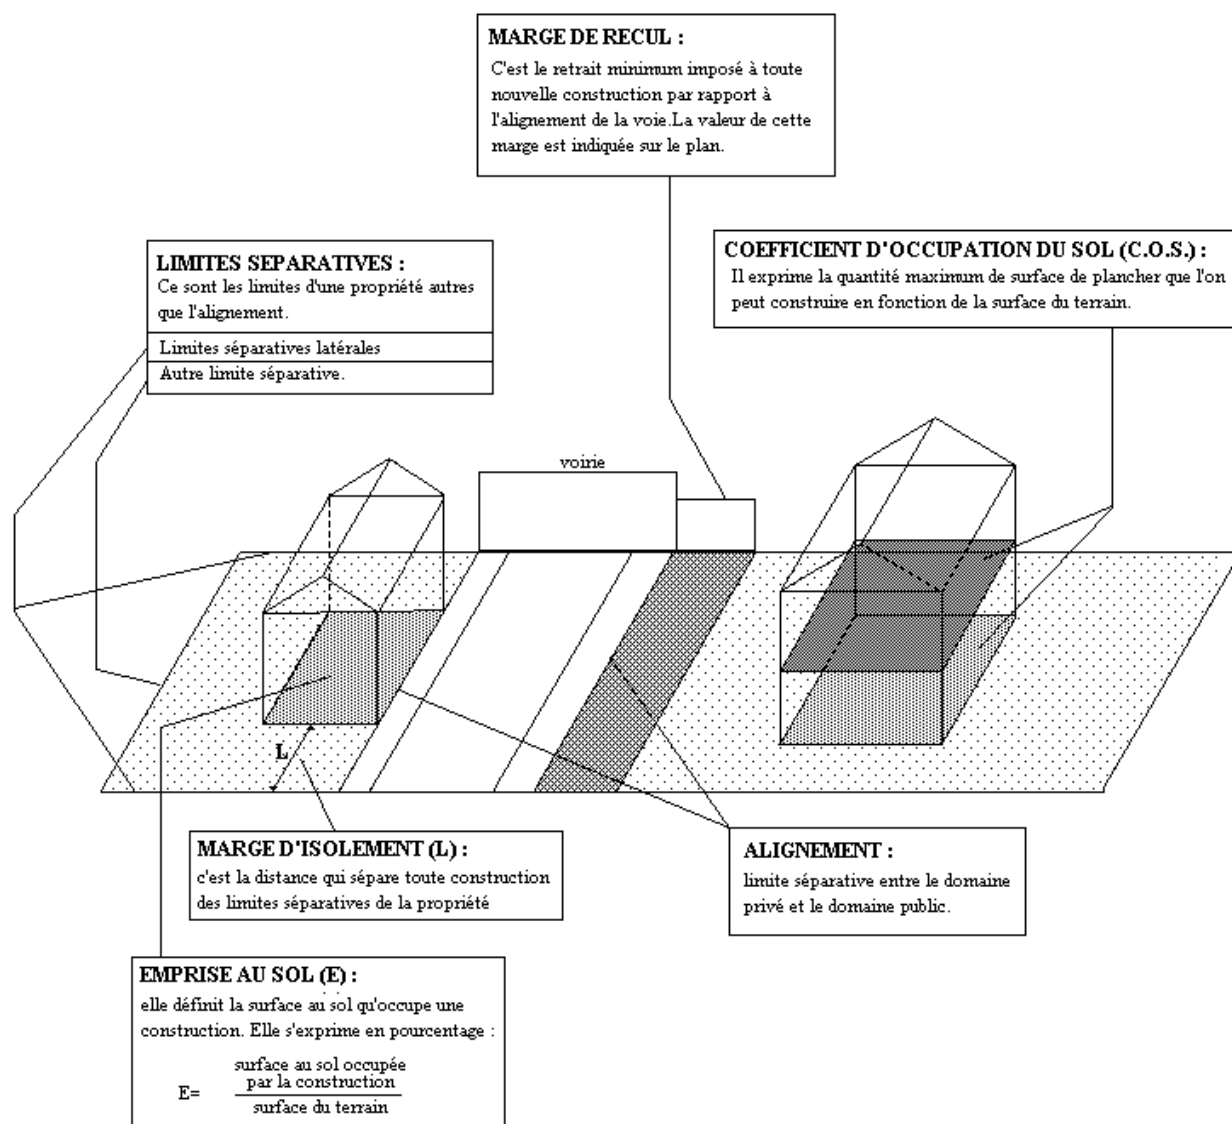 MARGE DE RECUL :
C'est le retrait minimum imposé à toute
nouvelle construction par rapport à
l'alignement de la voie.La valeur de cette
marge est indiquée sur le plan.
LIMITES SEPARATIVES :
Ce sont les limites d'une propriété autres
que l'alignement.
Limites séparatives latérales
Autre limite séparative.
COEFFICIENT D'OCCUPATION DU SOL (C.O.S.) :
Il exprime la quantité maximum de surface de plancher que l'on
peut construire en fonction de la surface du terrain.
voirie
L
MARGE D'ISOLEMENT (L) :
c'est la distance qui sépare toute construction
des limites séparatives de la propriété
ALIGNEMENT :
limite séparative entre le domaine
privé et le domaine public.
EMPRISE AU SOL (E) :
elle définit la surface au sol qu'occupe une
construction. Elle s'exprime en pourcentage :
surface au sol occupée
par la construction
E=
surface du terrain